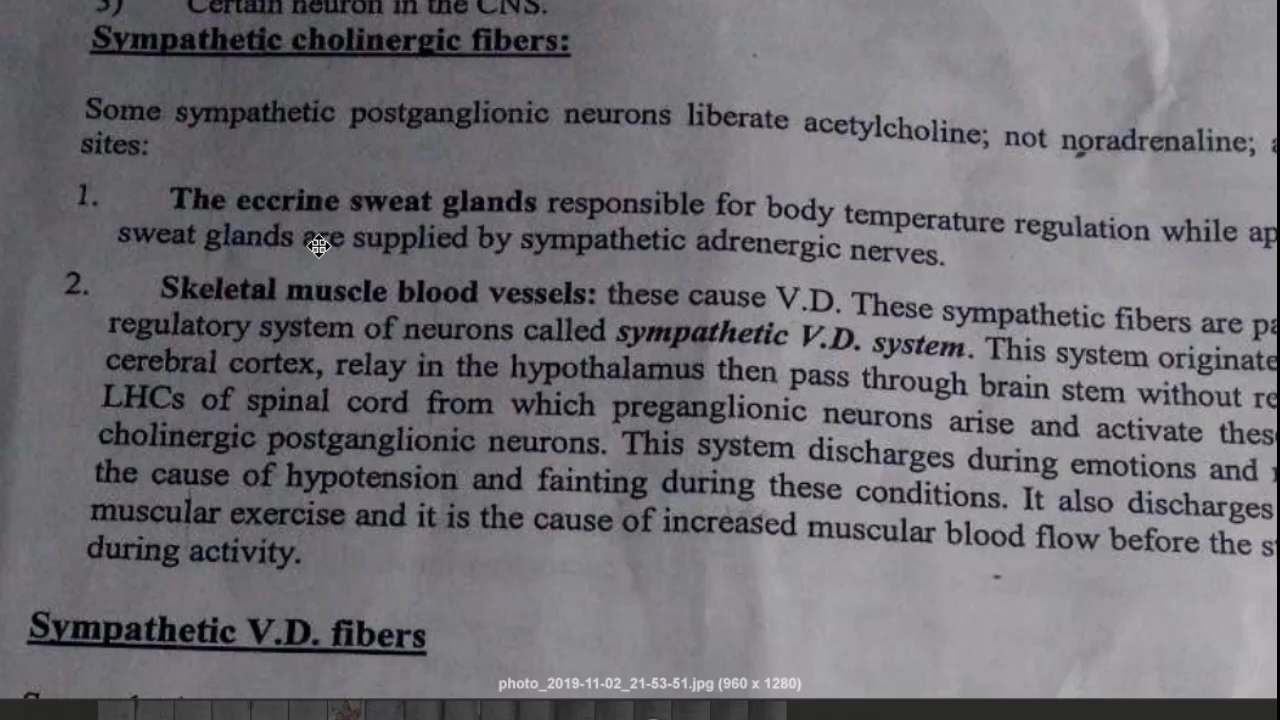 3) Certain neuron in the CNS.
Sympathetic cholinergic fibers:
Some sympathetic postganglionic neurons liberate acetylcholine; not noradrenaline;
sites:
1. The eccrine sweat glands responsible for body temperature regulation while ap
sweat glands are supplied by sympathetic adrenergic nerves.
2. Skeletal muscle blood vessels: these cause V.D. These sympathetic fibers are pa
regulatory system of neurons called sympathetic V.D. system. This system originate
cerebral cortex, relay in the hypothalamus then pass through brain stem without re
LHCs of spinal cord from which preganglionic neurons arise and activate thes
cholinergic postganglionic neurons. This system discharges during emotions and
the cause of hypotension and fainting during these conditions. It also discharges
muscular exercise and it is the cause of increased muscular blood flow before the s
during activity.
Sympathetic V.D. fibers
photo_2019-11-02_21-53-51.jpg (960 x 1280)